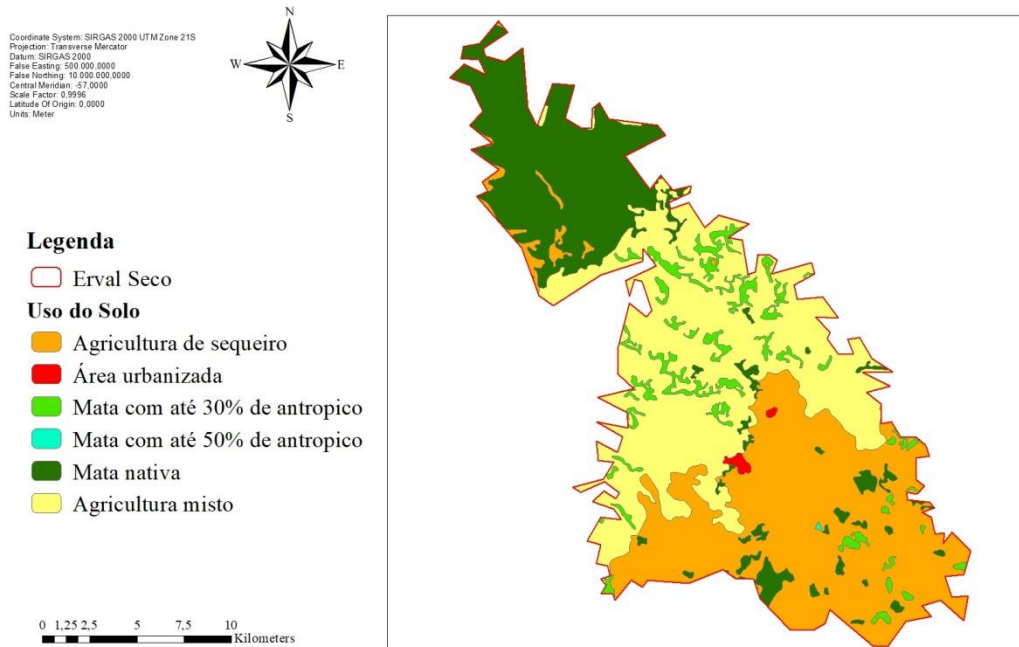 Coordinate System: SIRGAS 2000 UTM Zone 21S
Projection: Transverse Mercator
Datum: SIRGAS 2000
False Easting: 500.000,0000
False Northing: 10.000.000,0000
Central Meridian: -57,0000
Scale Factor: 0,9996
Latitude Of Origin: 0,0000
Units: Meter
N
W E
S
Legenda
Erval Seco
Uso do Solo
Agricultura de sequeiro
Área urbanizada
Mata com até 30% de antropico
Mata com até 50% de antropico
Mata nativa
Agricultura misto
0 1,25 2,5 5 7,5 10
Kilometers